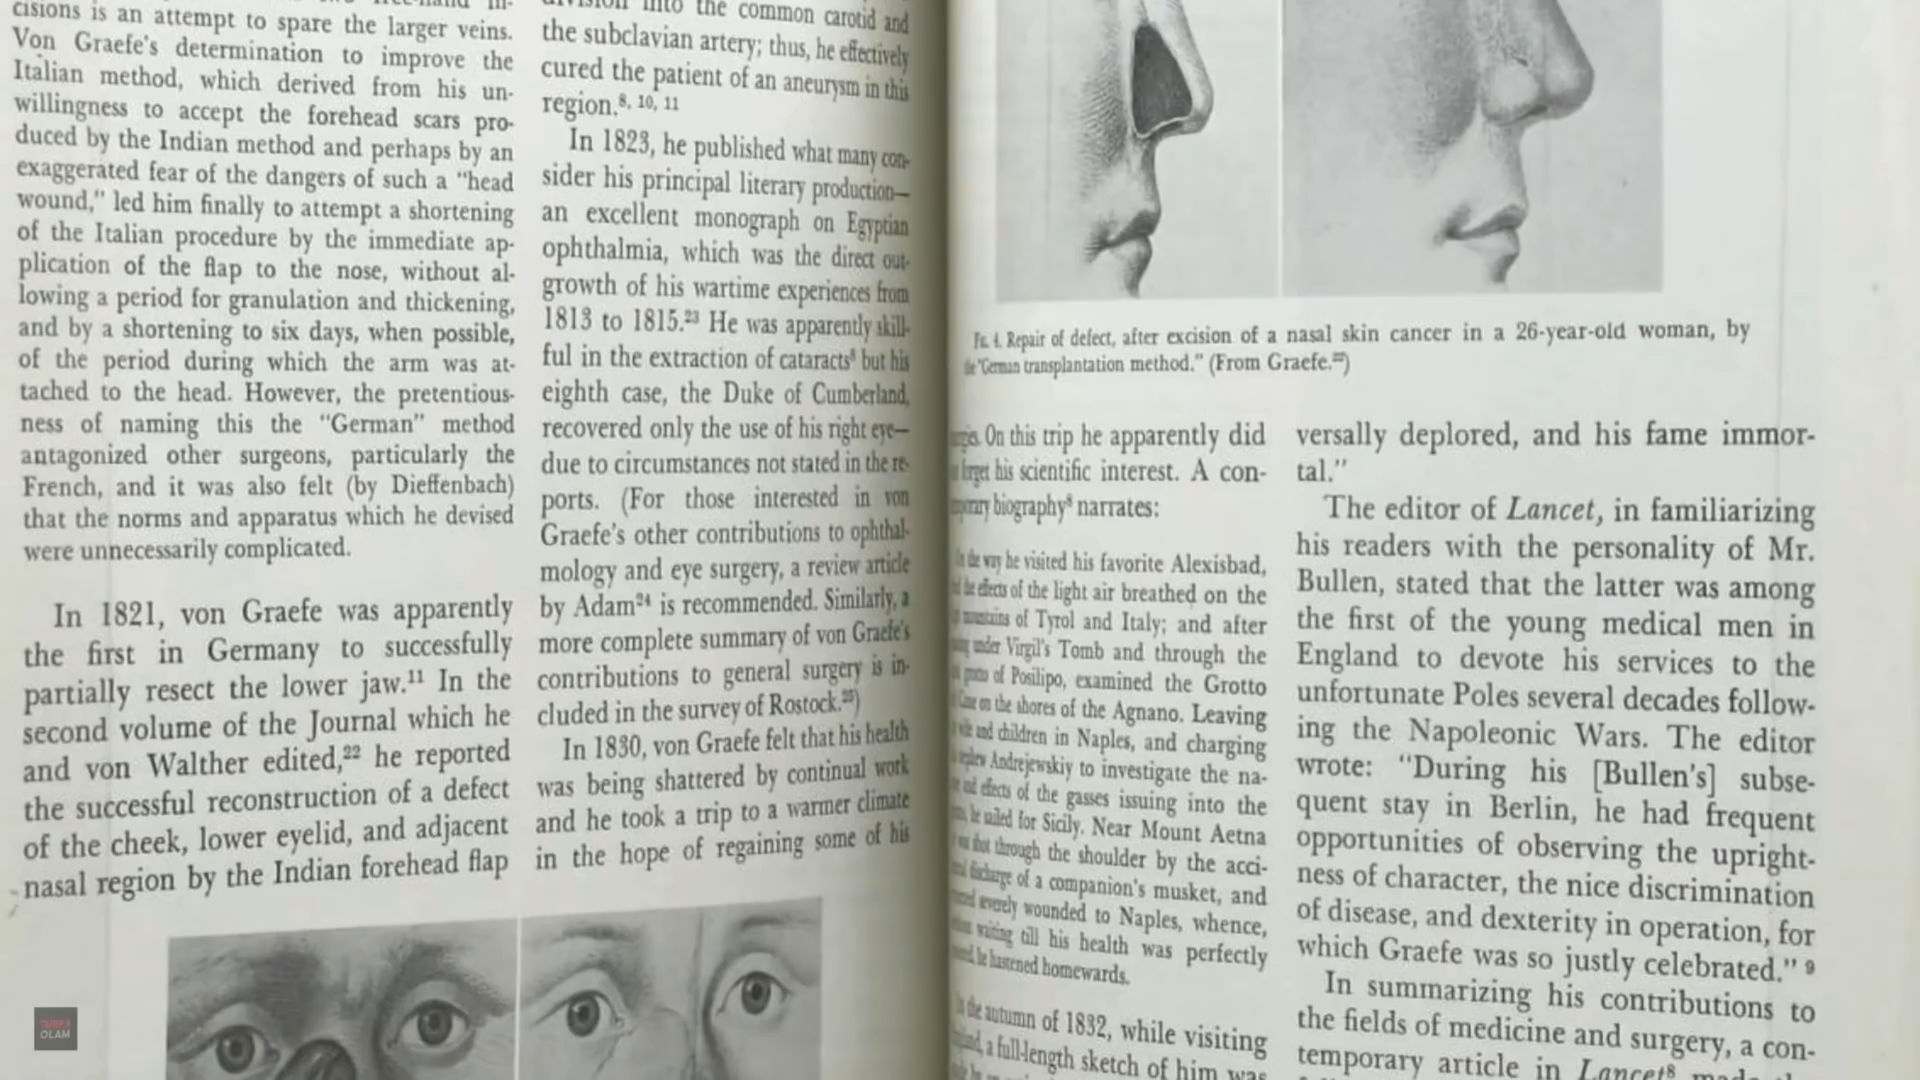 cisions is an attempt to spare the larger veins.
Von Graefe's determination to improve the
Italian method, which derived from his un-
willingness to accept the forehead scars pro-
duced by the Indian method and perhaps by an
exaggerated fear of the dangers of such a "head
wound," led him finally to attempt a shortening
of the Italian procedure by the immediate ap-
plication of the flap to the nose, without al-
lowing a period for granulation and thickening,
and by a shortening to six days, when possible,
of the period during which the arm was at-
tached to the head. However, the pretentious-
ness of naming this the "German" method
antagonized other surgeons, particularly the
French, and it was also felt (by Dieffenbach)
that the norms and apparatus which he devised
were unnecessarily complicated.
In 1821, von Graefe was apparently
the first in Germany to successfully
partially resect the lower jaw.¹¹ In the
second volume of the Journal which he
and von Walther edited,²² he reported
the successful reconstruction of a defect
of the cheek, lower eyelid, and adjacent
nasal region by the Indian forehead flap
division into the common carotid and
the subclavian artery; thus, he effectively
cured the patient of an aneurysm in this
region.⁸, ¹⁰, ¹¹
In 1823, he published what many con-
sider his principal literary production—
an excellent monograph on Egyptian
ophthalmia, which was the direct out-
growth of his wartime experiences from
1813 to 1815.²³ He was apparently skill-
ful in the extraction of cataracts⁸ but his
eighth case, the Duke of Cumberland,
recovered only the use of his right eye—
due to circumstances not stated in the re-
ports. (For those interested in von
Graefe's other contributions to ophthal-
mology and eye surgery, a review article
by Adam²⁴ is recommended. Similarly, a
more complete summary of von Graefe's
contributions to general surgery is in-
cluded in the survey of Rostock.²⁵)
In 1830, von Graefe felt that his health
was being shattered by continual work
and he took a trip to a warmer climate
in the hope of regaining some of his
Repair of defect, after excision of a nasal skin cancer in a 26-year-old woman, by
"German transplantation method." (From Graefe.²²)
On this trip he apparently did
his scientific interest. A con-
biography⁸ narrates:
the way he visited his favorite Alexisbad,
the effects of the light air breathed on the
mountains of Tyrol and Italy; and after
under Virgil's Tomb and through the
of Posilipo, examined the Grotto
on the shores of the Agnano. Leaving
and children in Naples, and charging
nephew Andrejewskiy to investigate the na-
and effects of the gasses issuing into the
he sailed for Sicily. Near Mount Aetna
shot through the shoulder by the acci-
discharge of a companion's musket, and
severely wounded to Naples, whence,
waiting till his health was perfectly
he hastened homewards.
the autumn of 1832, while visiting
a full-length sketch of him was
versally deplored, and his fame immor-
tal."
The editor of Lancet, in familiarizing
his readers with the personality of Mr.
Bullen, stated that the latter was among
the first of the young medical men in
England to devote his services to the
unfortunate Poles several decades follow-
ing the Napoleonic Wars. The editor
wrote: "During his [Bullen's] subse-
quent stay in Berlin, he had frequent
opportunities of observing the upright-
ness of character, the nice discrimination
of disease, and dexterity in operation, for
which Graefe was so justly celebrated." ⁹
In summarizing his contributions to
the fields of medicine and surgery, a con-
temporary article in Lancet⁸
OLAM